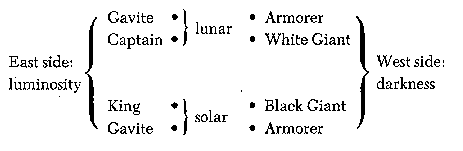 Gavite • } lunar • Armorer
Captain • • White Giant
East side: West side:
luminosity darkness
King • } solar • Black Giant
Gavite • • Armorer